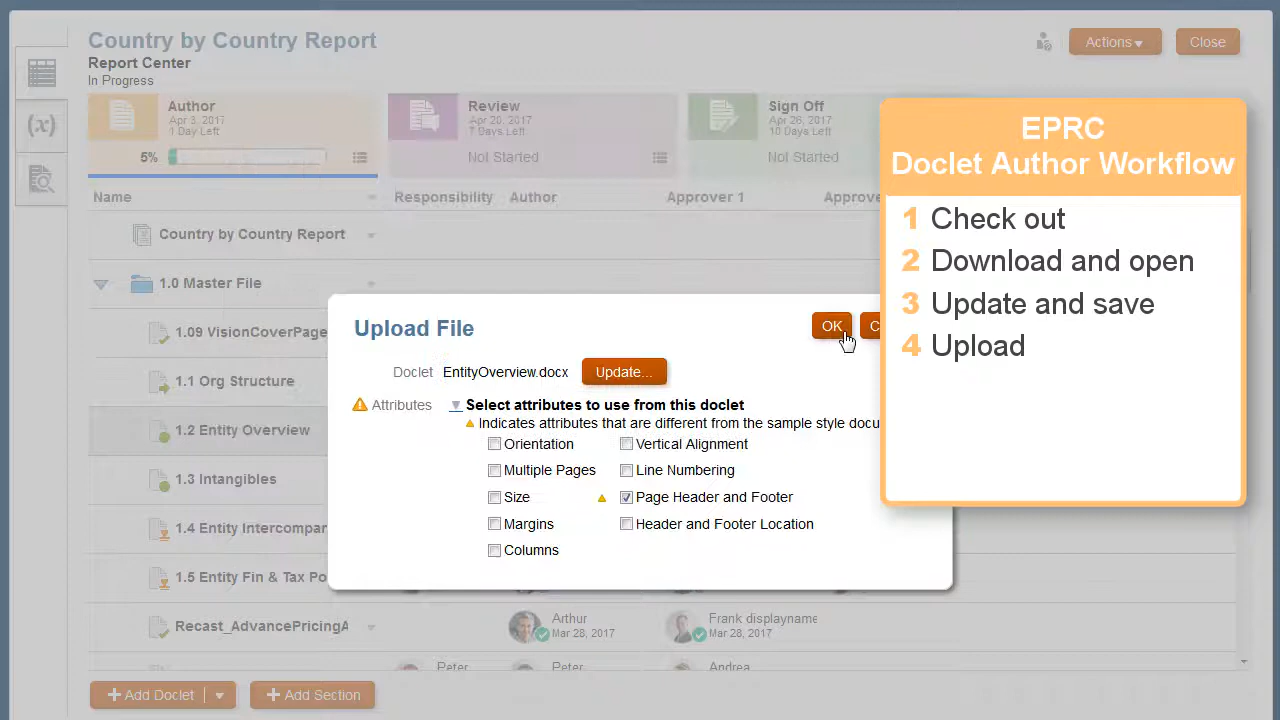 Country by Country Report
Report Center
In Progress
Actions
Close
Author
Apr 3, 2017
1 Day Left
5%
Review
Apr 20, 2017
7 Days Left
Not Started
Sign Off
Apr 26, 2017
10 Days Left
Not Started
Name Responsibility Author Approver 1 Approve
Country by Country Report
1.0 Master File
1.09 VisionCoverPage
1.1 Org Structure
1.2 Entity Overview
1.3 Intangibles
1.4 Entity Intercompar
1.5 Entity Fin & Tax Po
Recast_AdvancePricingA
Arthur
Mar 28, 2017
Frank displayname
Mar 28, 2017
Peter
Peter
Andrea
Add Doclet
Add Section
Upload File
OK
C
Doclet EntityOverview.docx Update...
Attributes Select attributes to use from this doclet
Indicates attributes that are different from the sample style docu
Orientation Vertical Alignment
Multiple Pages Line Numbering
Size Page Header and Footer
Margins Header and Footer Location
Columns
EPRC
Doclet Author Workflow
1 Check out
2 Download and open
3 Update and save
4 Upload
(x)